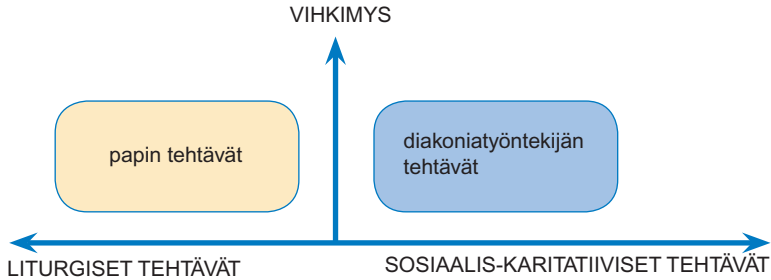 VIHKIMYS
papin tehtävät
diakoniatyöntekijän
tehtävät
LITURGISET TEHTÄVÄT
SOSIAALIS-KARITATIIVISET TEHTÄVÄT